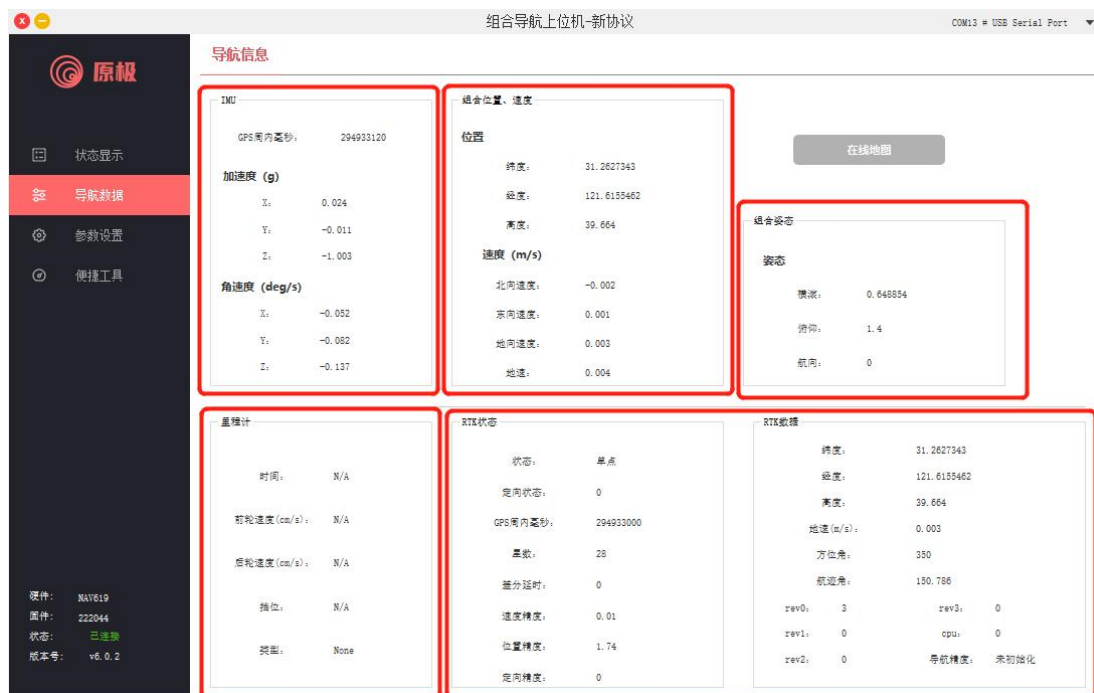 组合导航上位机-新协议
COM13 # USB Serial Port
原极
状态显示
导航数据
参数设置
便捷工具
硬件: NAV619
固件: 222044
状态: 已连接
版本号: v6.0.2
导航信息
IMU
GPS周内毫秒: 294933120
加速度 (g)
X: 0.024
Y: -0.011
Z: -1.003
角速度 (deg/s)
X: -0.052
Y: -0.082
Z: -0.137
组合位置、速度
位置
纬度: 31.2627343
经度: 121.6155462
高度: 39.664
速度 (m/s)
北向速度: -0.002
东向速度: 0.001
地向速度: 0.003
地速: 0.004
在线地图
组合姿态
姿态
横滚: 0.648854
俯仰: 1.4
航向: 0
里程计
时间: N/A
前轮速度(cm/s): N/A
后轮速度(cm/s): N/A
档位: N/A
类型: None
RTK状态
状态: 单点
定向状态: 0
GPS周内毫秒: 294933000
星数: 28
差分延时: 0
速度精度: 0.01
位置精度: 1.74
定向精度: 0
RTK数据
纬度: 31.2627343
经度: 121.6155462
高度: 39.664
地速(m/s): 0.003
方位角: 350
航迹角: 150.786
rev0: 3 rev3: 0
rev1: 0 cpu: 0
rev2: 0 导航精度: 未初始化